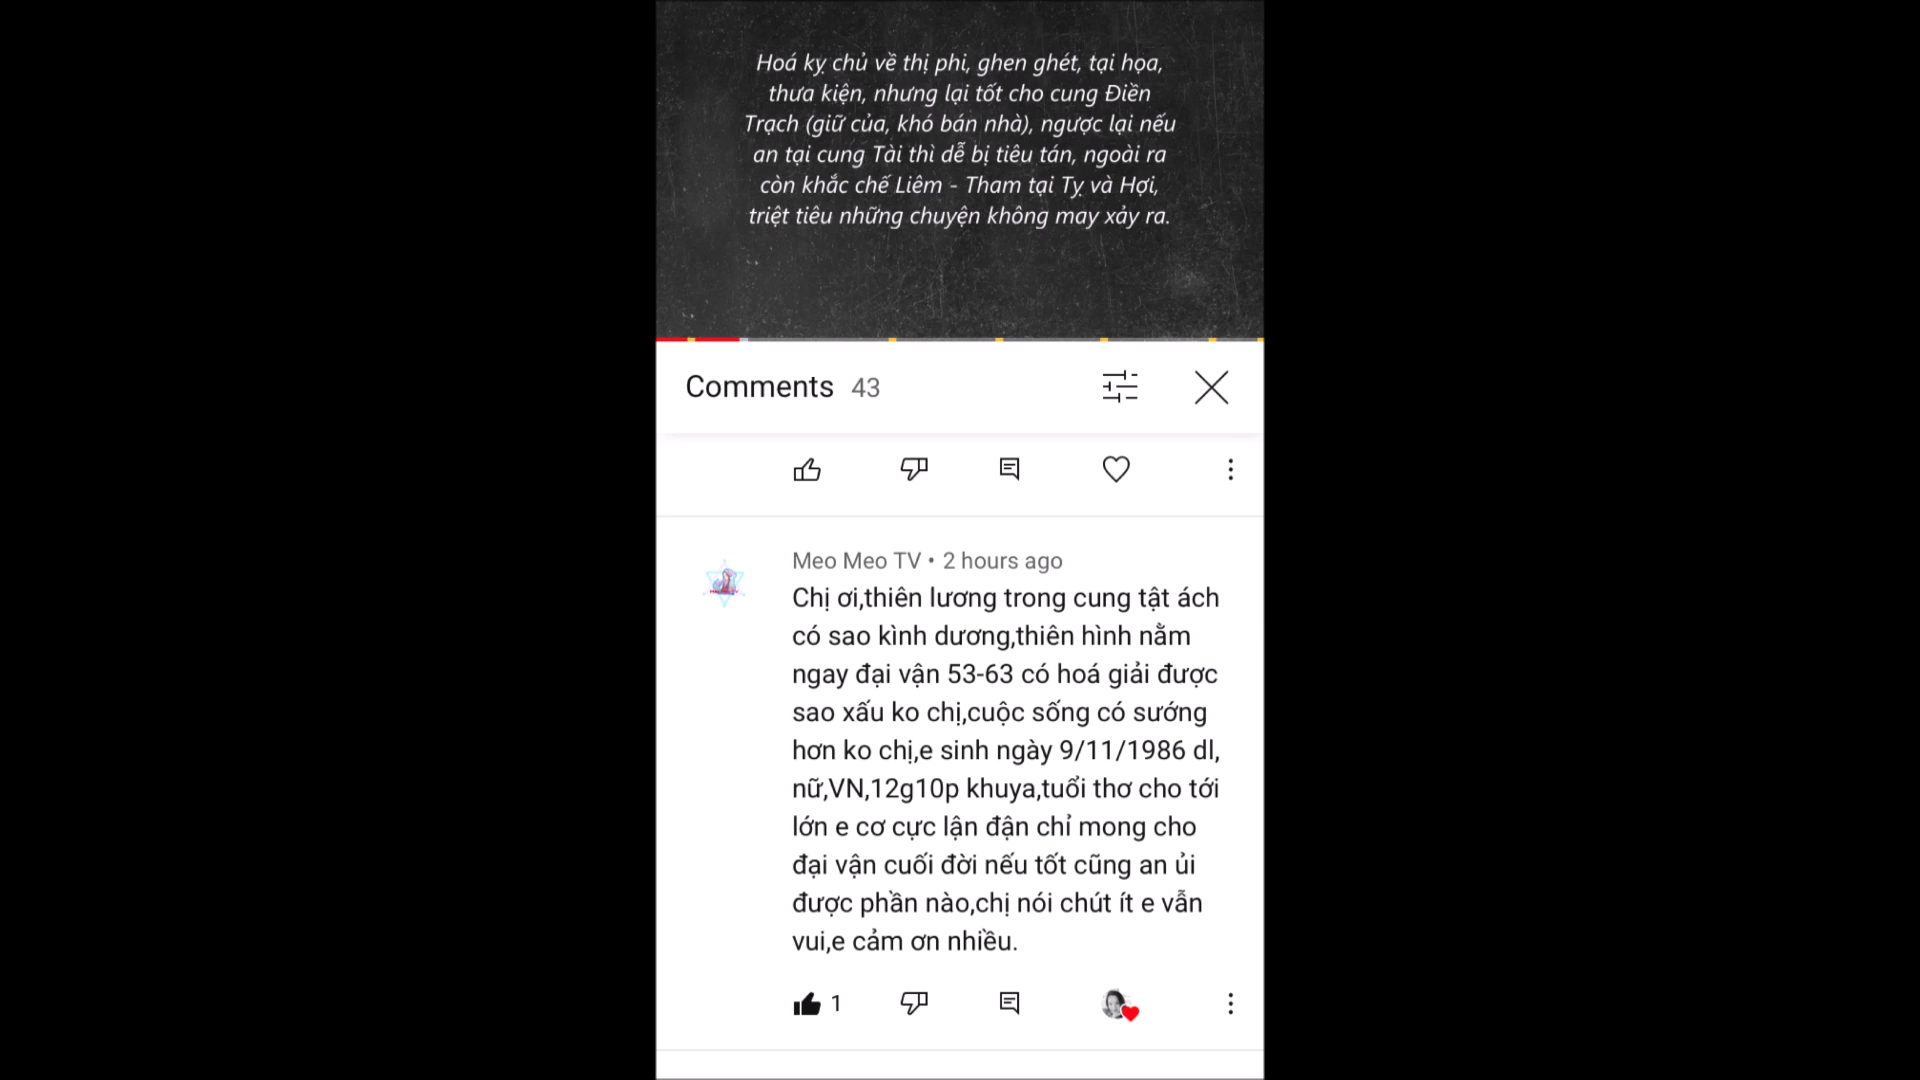 Hoá kỵ chủ về thị phi, ghen ghét, tại họa,
thưa kiện, nhưng lại tốt cho cung Điền
Trạch (giữ của, khó bán nhà), ngược lại nếu
an tại cung Tài thì dễ bị tiêu tán, ngoài ra
còn khắc chế Liêm - Tham tại Tỵ và Hợi,
triệt tiêu những chuyện không may xảy ra.
Comments 43
Meo Meo TV • 2 hours ago
Chị ơi,thiên lương trong cung tật ách
có sao kình dương,thiên hình nằm
ngay đại vận 53-63 có hoá giải được
sao xấu ko chị,cuộc sống có sướng
hơn ko chị,e sinh ngày 9/11/1986 dl,
nữ,VN,12g10p khuya,tuổi thơ cho tới
lớn e cơ cực lận đận chỉ mong cho
đại vận cuối đời nếu tốt cũng an ủi
được phần nào,chị nói chút ít e vẫn
vui,e cảm ơn nhiều.
1